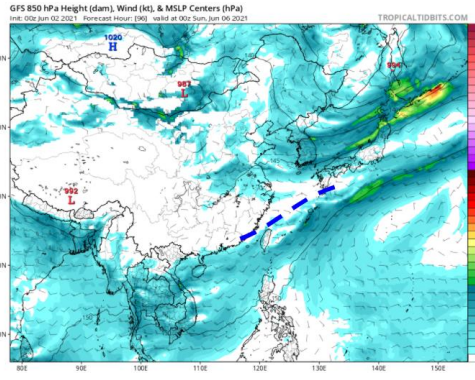 GFS 850 hPa Height (dam), Wind (kt), & MSLP Centers (hPa)
Init: 00z Jun 02 2021 Forecast Hour: [96] valid at 00z Sun, Jun 06 2021
TROPICALTIDBITS.COM
1020
H
987
L
994
992
L
80E 90E 100E 110E 120E 130E 140E 150E